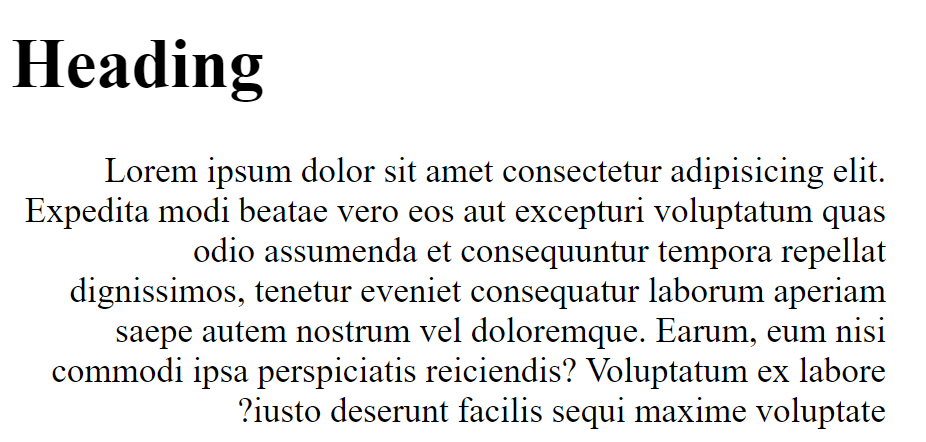 Heading
Lorem ipsum dolor sit amet consectetur adipisicing elit.
Expedita modi beatae vero eos aut excepturi voluptatum quas
odio assumenda et consequuntur tempora repellat
dignissimos, tenetur eveniet consequatur laborum aperiam
saepe autem nostrum vel doloremque. Earum, eum nisi
commodi ipsa perspiciatis reiciendis? Voluptatum ex labore
?iusto deserunt facilis sequi maxime voluptate